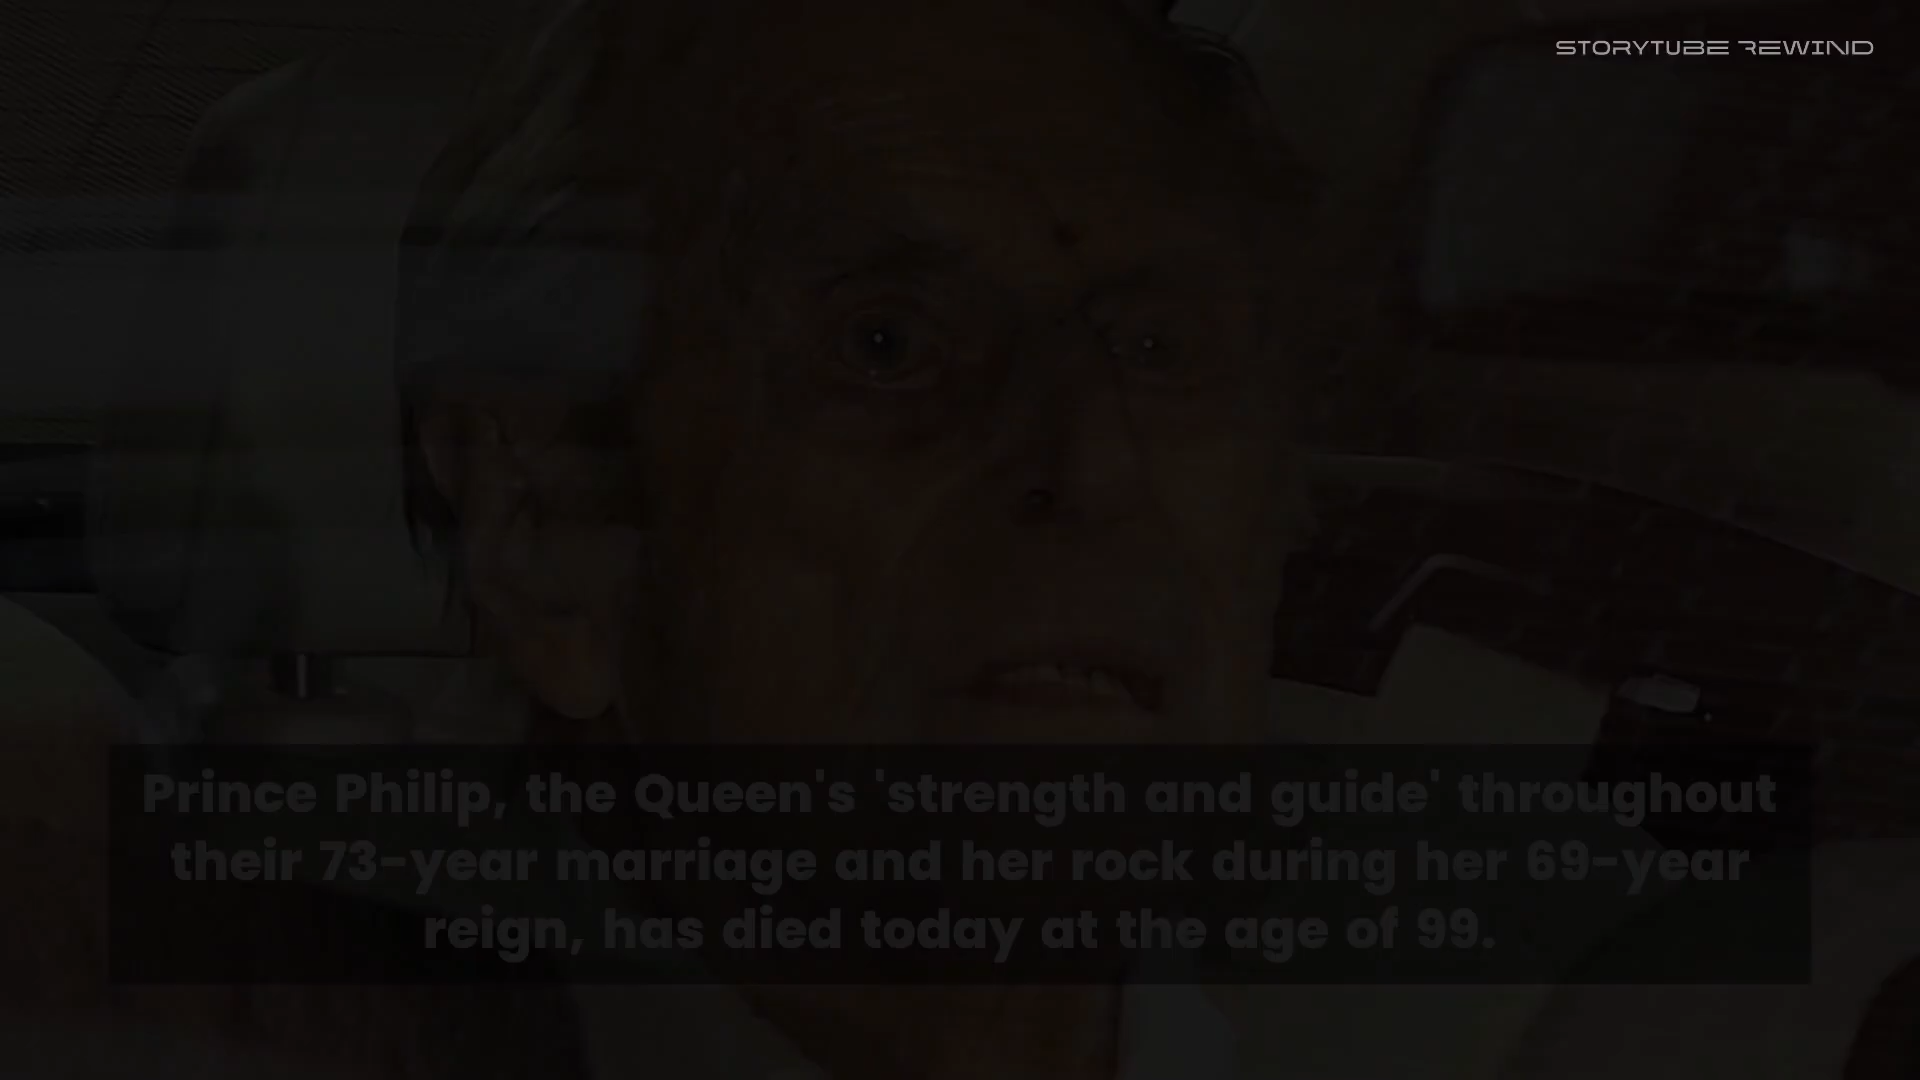 STORYTUBE REWIND
Prince Philip, the Queen's 'strength and guide' throughout
their 73-year marriage and her rock during her 69-year
reign, has died today at the age of 99.